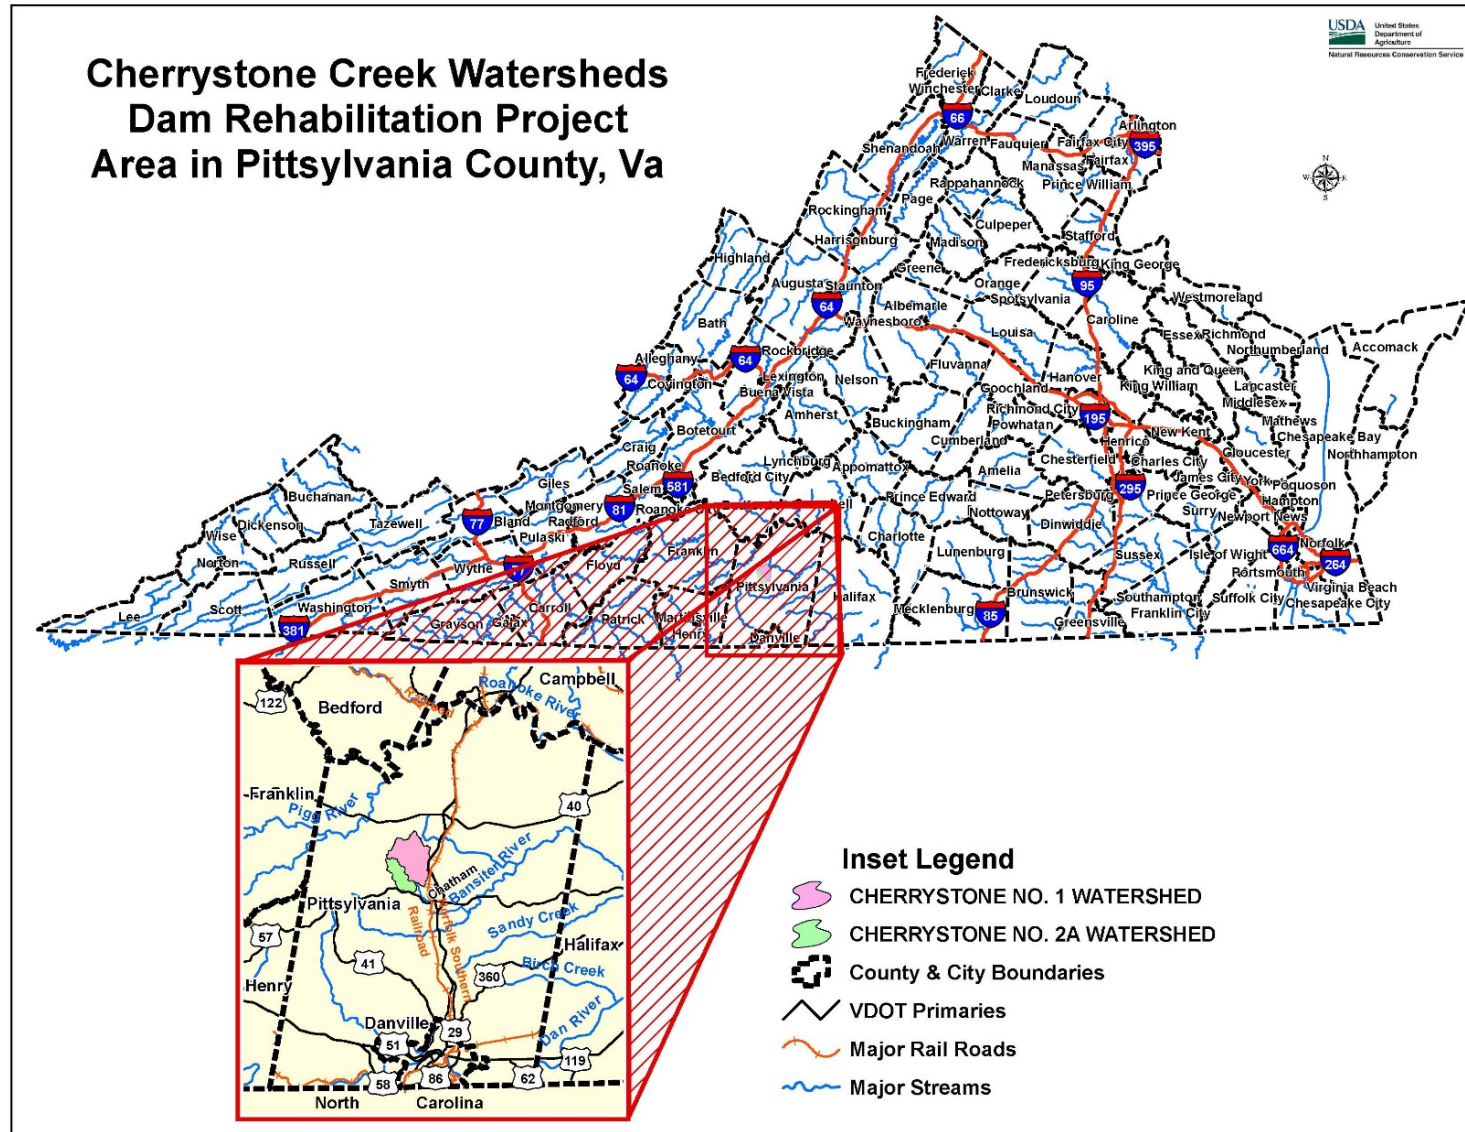 Cherrystone Creek Watersheds
Dam Rehabilitation Project
Area in Pittsylvania County, Va
USDA
United States
Department of
Agriculture
Natural Resources Conservation Service
N
W
S
Frederick
Winchester
Clarke
Loudoun
66
Arlington
395
Shenandoah
Warren
Fauquier
Fairfax City
Fairfax
Manassas
Prince William
Rappahannock
Page
Rockingham
Culpeper
Harrisonburg
Madison
Stafford
Highland
Greene
Fredericksburg
King George
Augusta
Staunton
Orange
95
Westmoreland
64
Albemarle
Spotsylvania
Waynesboro
Caroline
Bath
Louisa
Essex
Richmond
Northumberland
Accomack
Alleghany
64
Rockbridge
64
Covington
Lexington
Nelson
Fluvanna
Hanover
King and Queen
King William
Lancaster
Buena Vista
Goochland
Middlesex
Amherst
Richmond City
195
Mathews
Buckingham
Powhatan
Botetourt
Cumberland
Henrico
New Kent
Chesapeake Bay
Craig
Chesterfield
Charles City
Gloucester
Northhampton
Roanoke
Lynchburg
Appomattox
Amelia
James City
York
Poquoson
Bedford City
Giles
Salem
581
Buchanan
Petersburg
295
Prince George
Hampton
Montgomery
81
Prince Edward
Surry
Newport News
Dickenson
Tazewell
77
Bland
Radford
Nottoway
Dinwiddie
Wise
Pulaski
Charlotte
Norfolk
Norton
Russell
Wythe
Floyd
Franklin
Lunenburg
Sussex
Isle of Wight
664
264
Smyth
Pittsylvania
Portsmouth
Virginia Beach
Lee
Scott
Washington
Carroll
Halifax
Mecklenburg
Brunswick
Southampton
Suffolk City
Chesapeake City
381
Grayson
Galax
Patrick
Martinsville
Henry
Danville
85
Greensville
Franklin City
122
Bedford
Railroad
Roanoke River
Campbell
Franklin
Pigg River
40
Chatham
Bansiter River
Pittsylvania
Norfolk Southern
Railroad
Sandy Creek
57
41
Halifax
360
Birch Creek
Henry
Danville
29
Dan River
51
119
58
86
62
North
Carolina
Inset Legend
CHERRYSTONE NO. 1 WATERSHED
CHERRYSTONE NO. 2A WATERSHED
County & City Boundaries
VDOT Primaries
Major Rail Roads
Major Streams